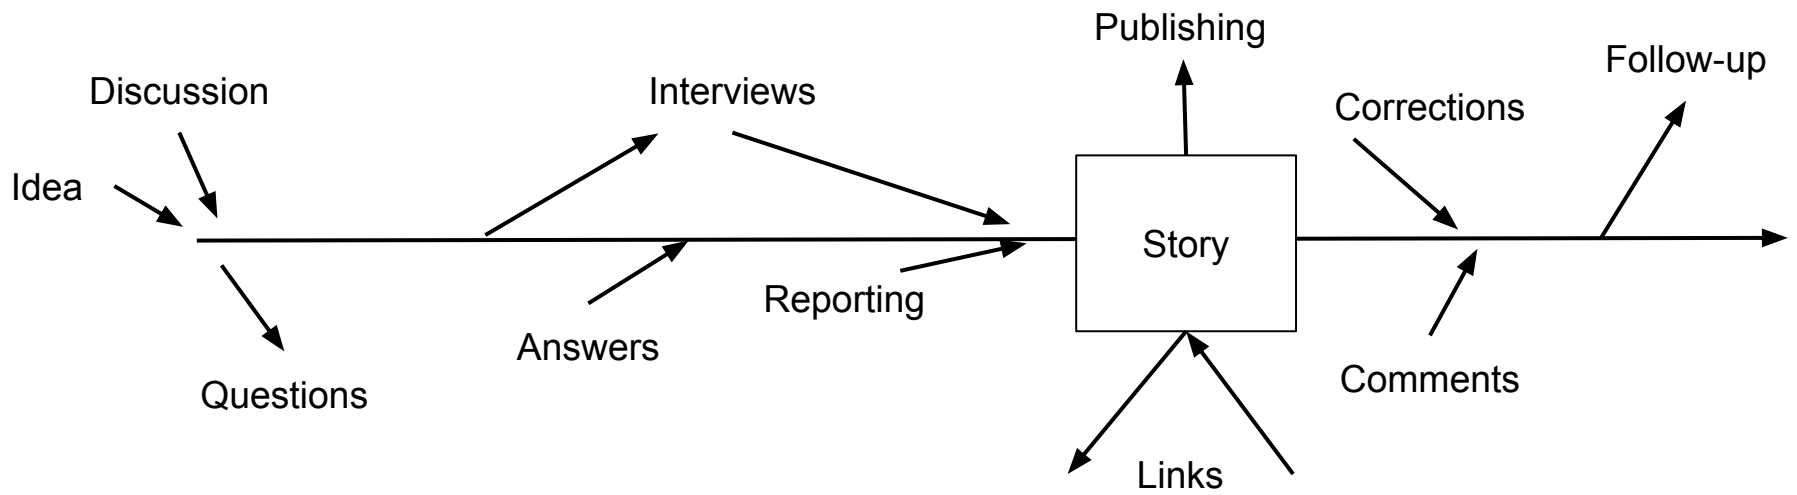 Publishing
Follow-up
Discussion
Interviews
Corrections
Idea
Story
Reporting
Answers
Comments
Questions
Links